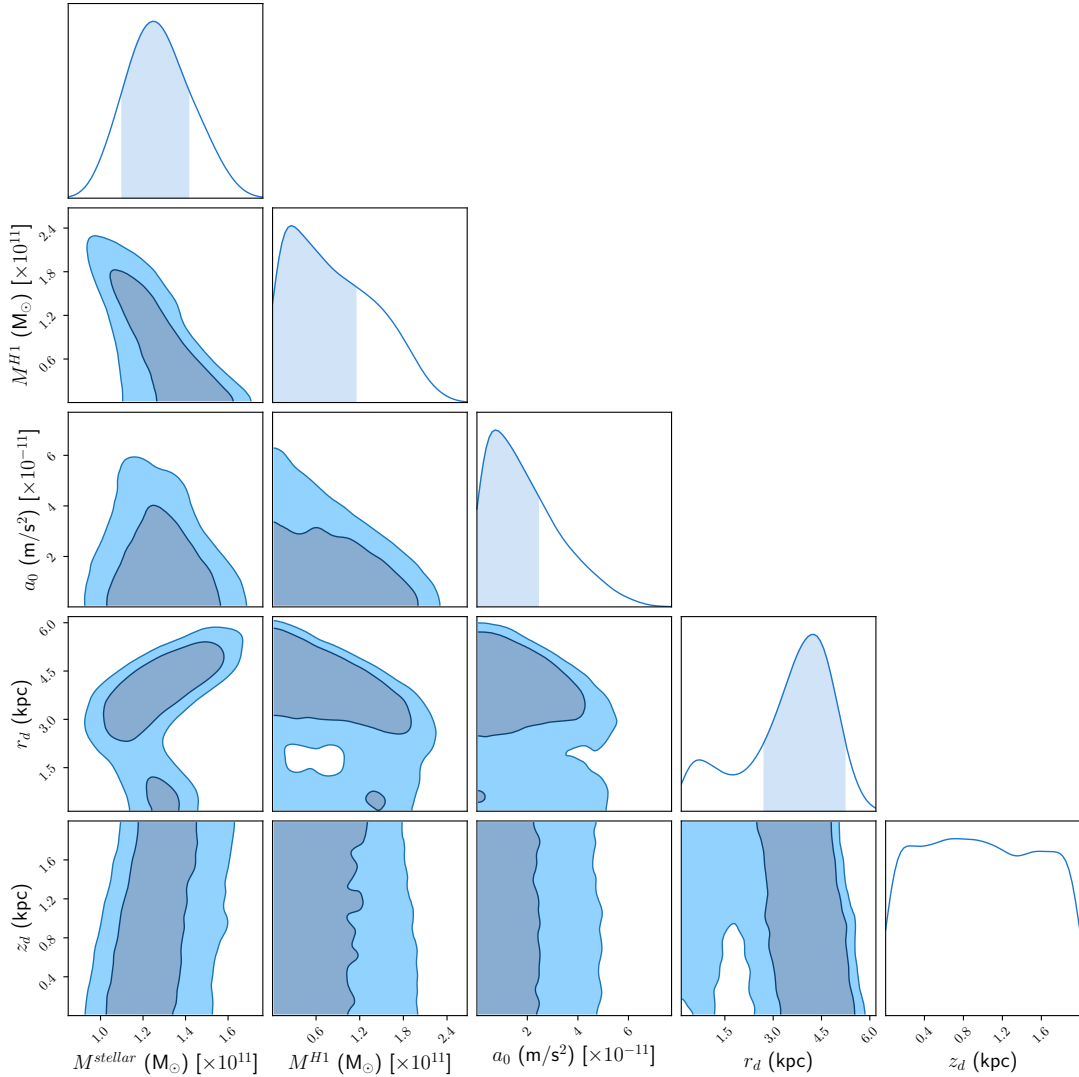 2.4
1.8
1.2
0.6
M^{H1} (M_⊙) [×10^{11}]
6
4
2
a_0 (m/s^2) [×10^{-11}]
6.0
4.5
3.0
1.5
r_d (kpc)
1.6
1.2
0.8
0.4
z_d (kpc)
1.0 1.2 1.4 1.6
M^{stellar} (M_⊙) [×10^{11}]
0.6 1.2 1.8 2.4
M^{H1} (M_⊙) [×10^{11}]
2 4 6
a_0 (m/s^2) [×10^{-11}]
1.5 3.0 4.5 6.0
r_d (kpc)
0.4 0.8 1.2 1.6
z_d (kpc)